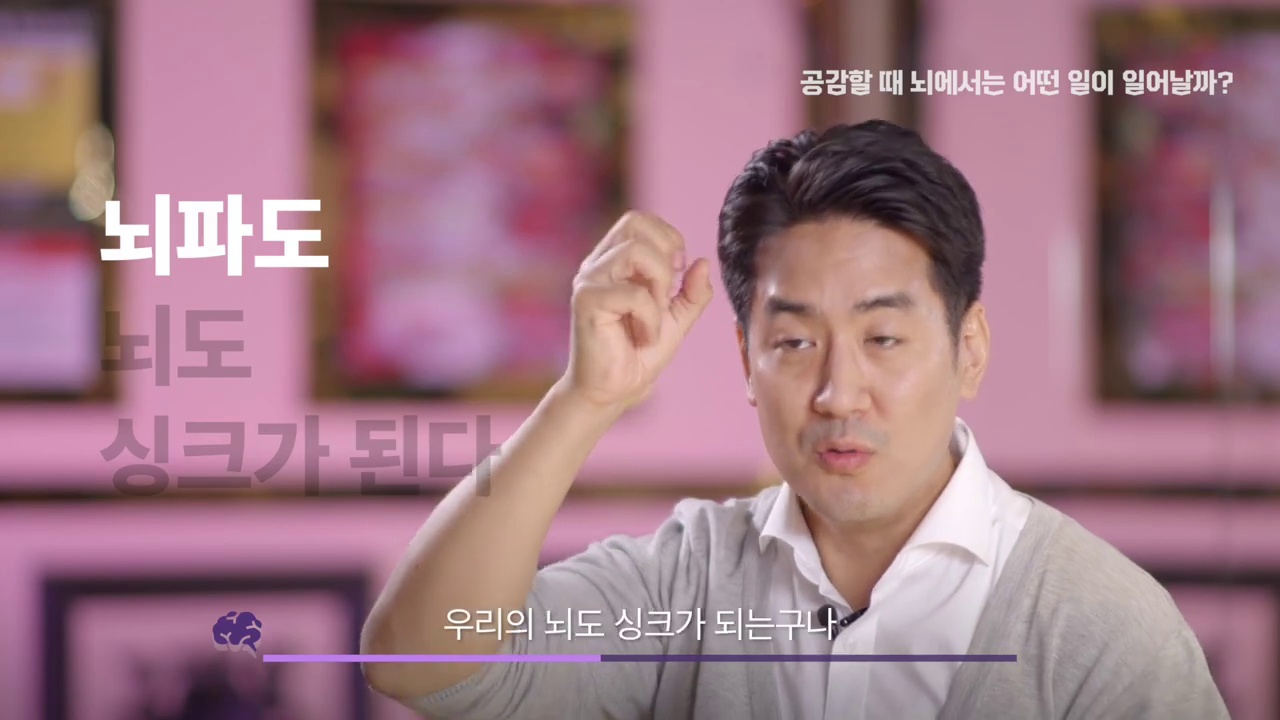 공감할 때 뇌에서는 어떤 일이 일어날까?
뇌파도
뇌도
싱크가 된다
우리의 뇌도 싱크가 되는구나